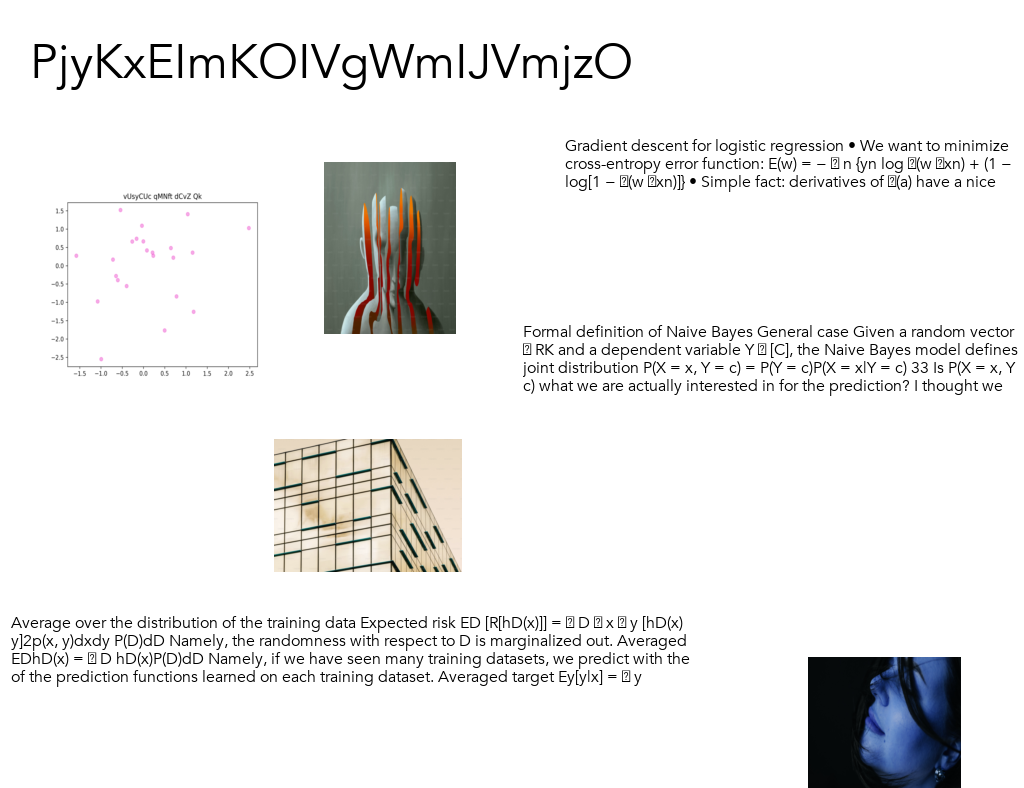 PjyKxEImKOIVgWmIJVmjzO
Gradient descent for logistic regression • We want to minimize
cross-entropy error function: E(w) = − 􏰀 n {yn log 􏰀(w 􏰀xn) + (1 −
log[1 − 􏰀(w 􏰀xn)]} • Simple fact: derivatives of 􏰀(a) have a nice
vUsyCUc qMNft dCvZ Qk
1.5
1.0
0.5
0.0
−0.5
−1.0
−1.5
−2.0
−2.5
−1.5 −1.0 −0.5 0.0 0.5 1.0 1.5 2.0 2.5
Formal definition of Naive Bayes General case Given a random vector
􏰀 RK and a dependent variable Y 􏰀 [C], the Naive Bayes model defines
joint distribution P(X = x, Y = c) = P(Y = c)P(X = x|Y = c) 33 Is P(X = x, Y
c) what we are actually interested in for the prediction? I thought we
Average over the distribution of the training data Expected risk ED [R[hD(x)]] = 􏰀 D 􏰀 x 􏰀 y [hD(x)
y]2p(x, y)dxdy P(D)dD Namely, the randomness with respect to D is marginalized out. Averaged
EDhD(x) = 􏰀 D hD(x)P(D)dD Namely, if we have seen many training datasets, we predict with the
of the prediction functions learned on each training dataset. Averaged target Ey[y|x] = 􏰀 y